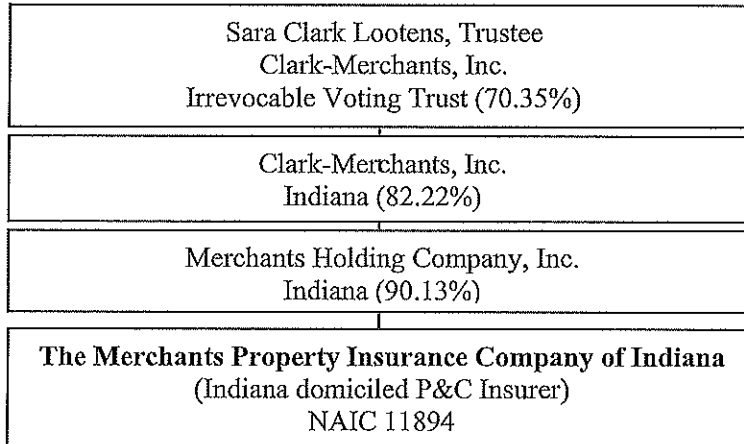 Sara Clark Lootens, Trustee
Clark-Merchants, Inc.
Irrevocable Voting Trust (70.35%)
Clark-Merchants, Inc.
Indiana (82.22%)
Merchants Holding Company, Inc.
Indiana (90.13%)
The Merchants Property Insurance Company of Indiana
(Indiana domiciled P&C Insurer)
NAIC 11894